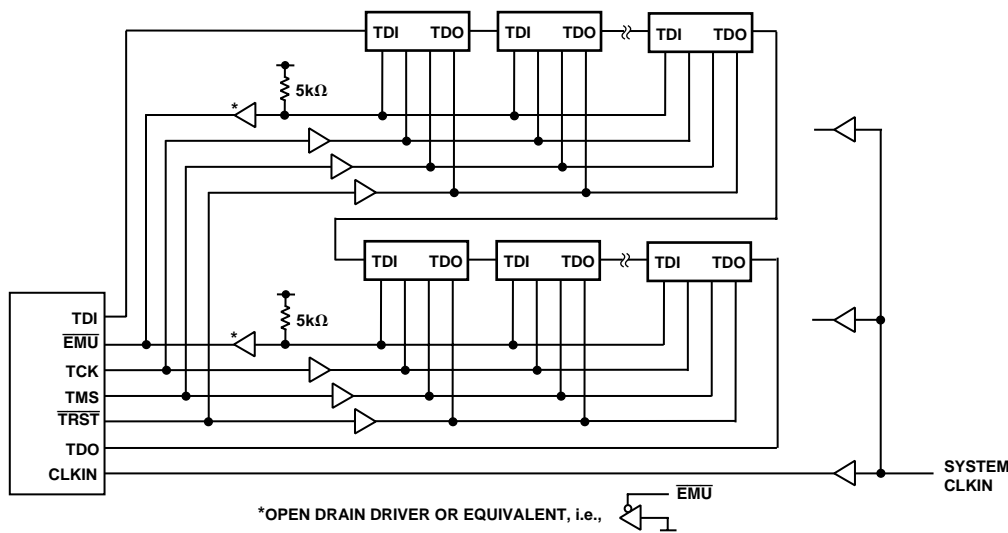 TDI TDO TDI TDO TDI TDO
5kΩ
*
TDI TDO TDI TDO TDI TDO
5kΩ
*
TDI
EMU
TCK
TMS
TRST
TDO
CLKIN
SYSTEM
CLKIN
*OPEN DRAIN DRIVER OR EQUIVALENT, i.e.,
EMU